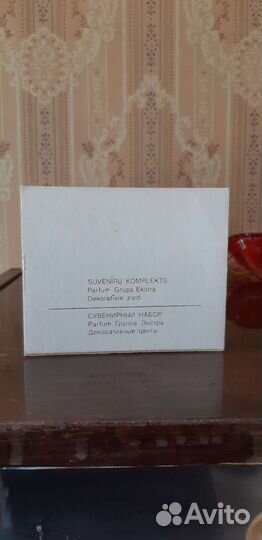 SUVENĪRU KOMPLEKTS
Parfum Grupa Ekstra
Dekoratīvie ziedi
СУВЕНИРНЫЙ НАБОР
Parfum Группа Экстра
Декоративные цветы
Avito